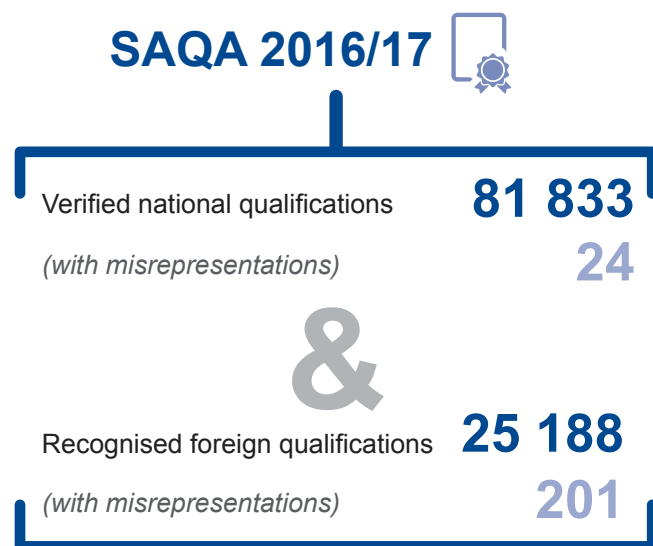 SAQA 2016/17
Verified national qualifications 81 833
(with misrepresentations) 24
&
Recognised foreign qualifications 25 188
(with misrepresentations) 201